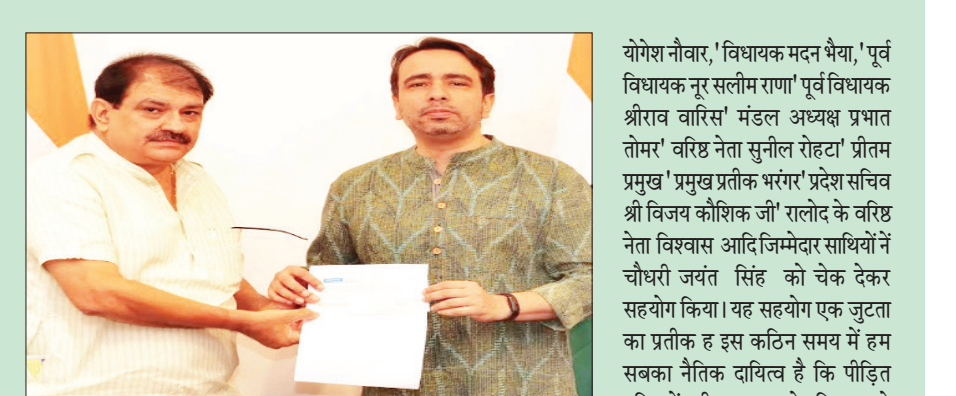 योगेश नौवार,' विधायक मदन भैया,' पूर्व
विधायक नूर सलीम राणा' पूर्व विधायक
श्रीराव वारिस' मंडल अध्यक्ष प्रभात
तोमर' वरिष्ठ नेता सुनील रोहटा' प्रीतम
प्रमुख ' प्रमुख प्रतीक भरंगर' प्रदेश सचिव
श्री विजय कौशिक जी' रालोद के वरिष्ठ
नेता विश्वास आदि जिम्मेदार साथियों नें
चौधरी जयंत सिंह को चेक देकर
सहयोग किया। यह सहयोग एक जुटता
का प्रतीक ह इस कठिन समय में हम
सबका नैतिक दायित्व है कि पीड़ित